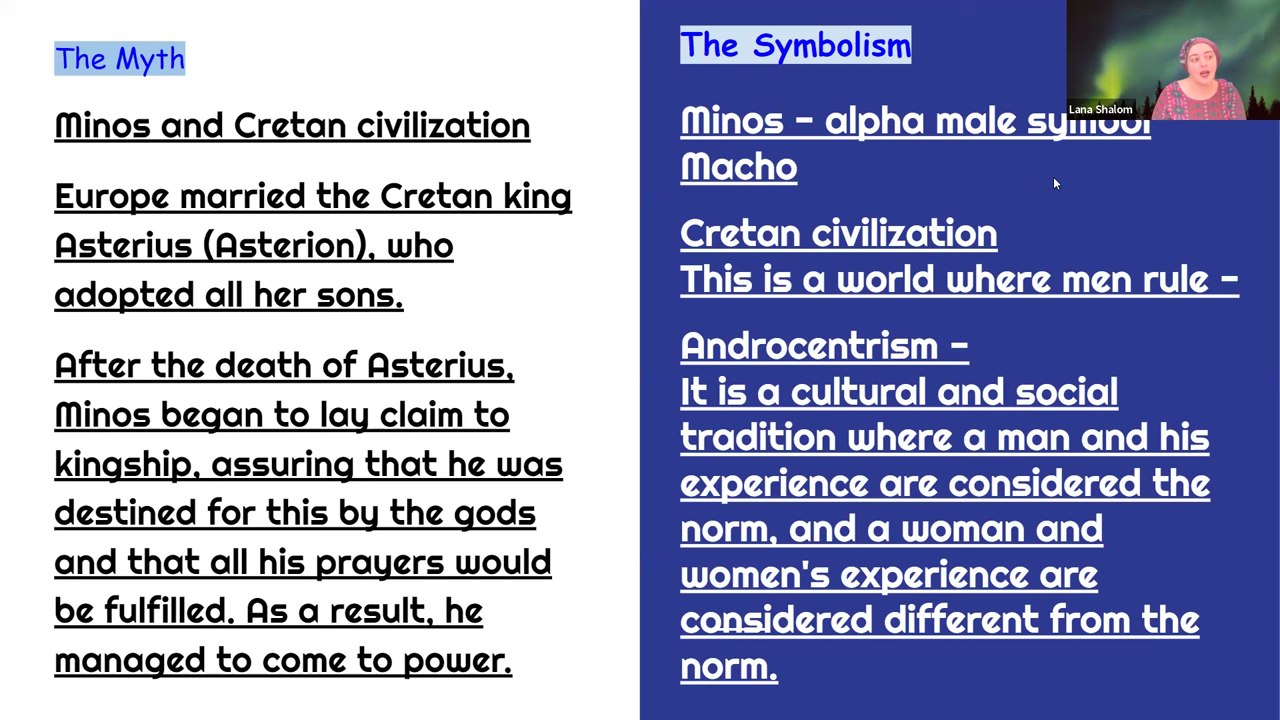 The Myth
Minos and Cretan civilization
Europe married the Cretan king
Asterius (Asterion), who
adopted all her sons.
After the death of Asterius,
Minos began to lay claim to
kingship, assuring that he was
destined for this by the gods
and that all his prayers would
be fulfilled. As a result, he
managed to come to power.
The Symbolism
Minos - alpha male symbol
Macho
Cretan civilization
This is a world where men rule -
Androcentrism -
It is a cultural and social
tradition where a man and his
experience are considered the
norm, and a woman and
women's experience are
considered different from the
norm.
Lana Shalom